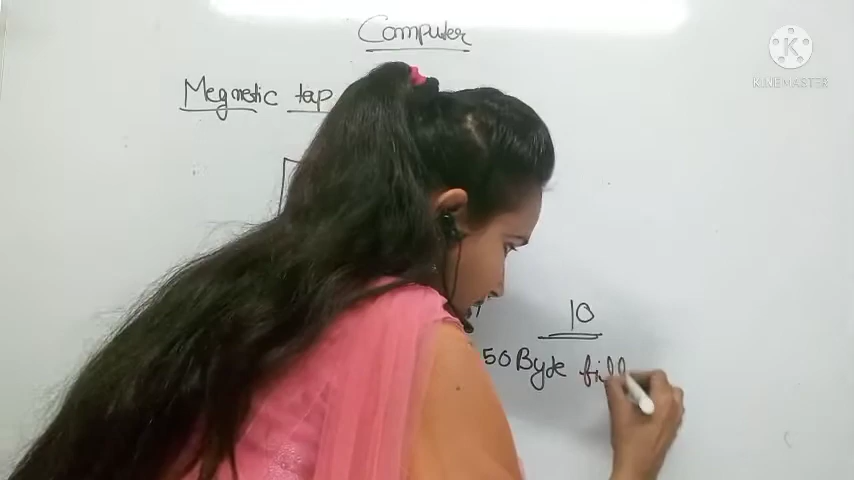 Computer
Megnetic tap
KINEMASTER
10
50 Byte fill